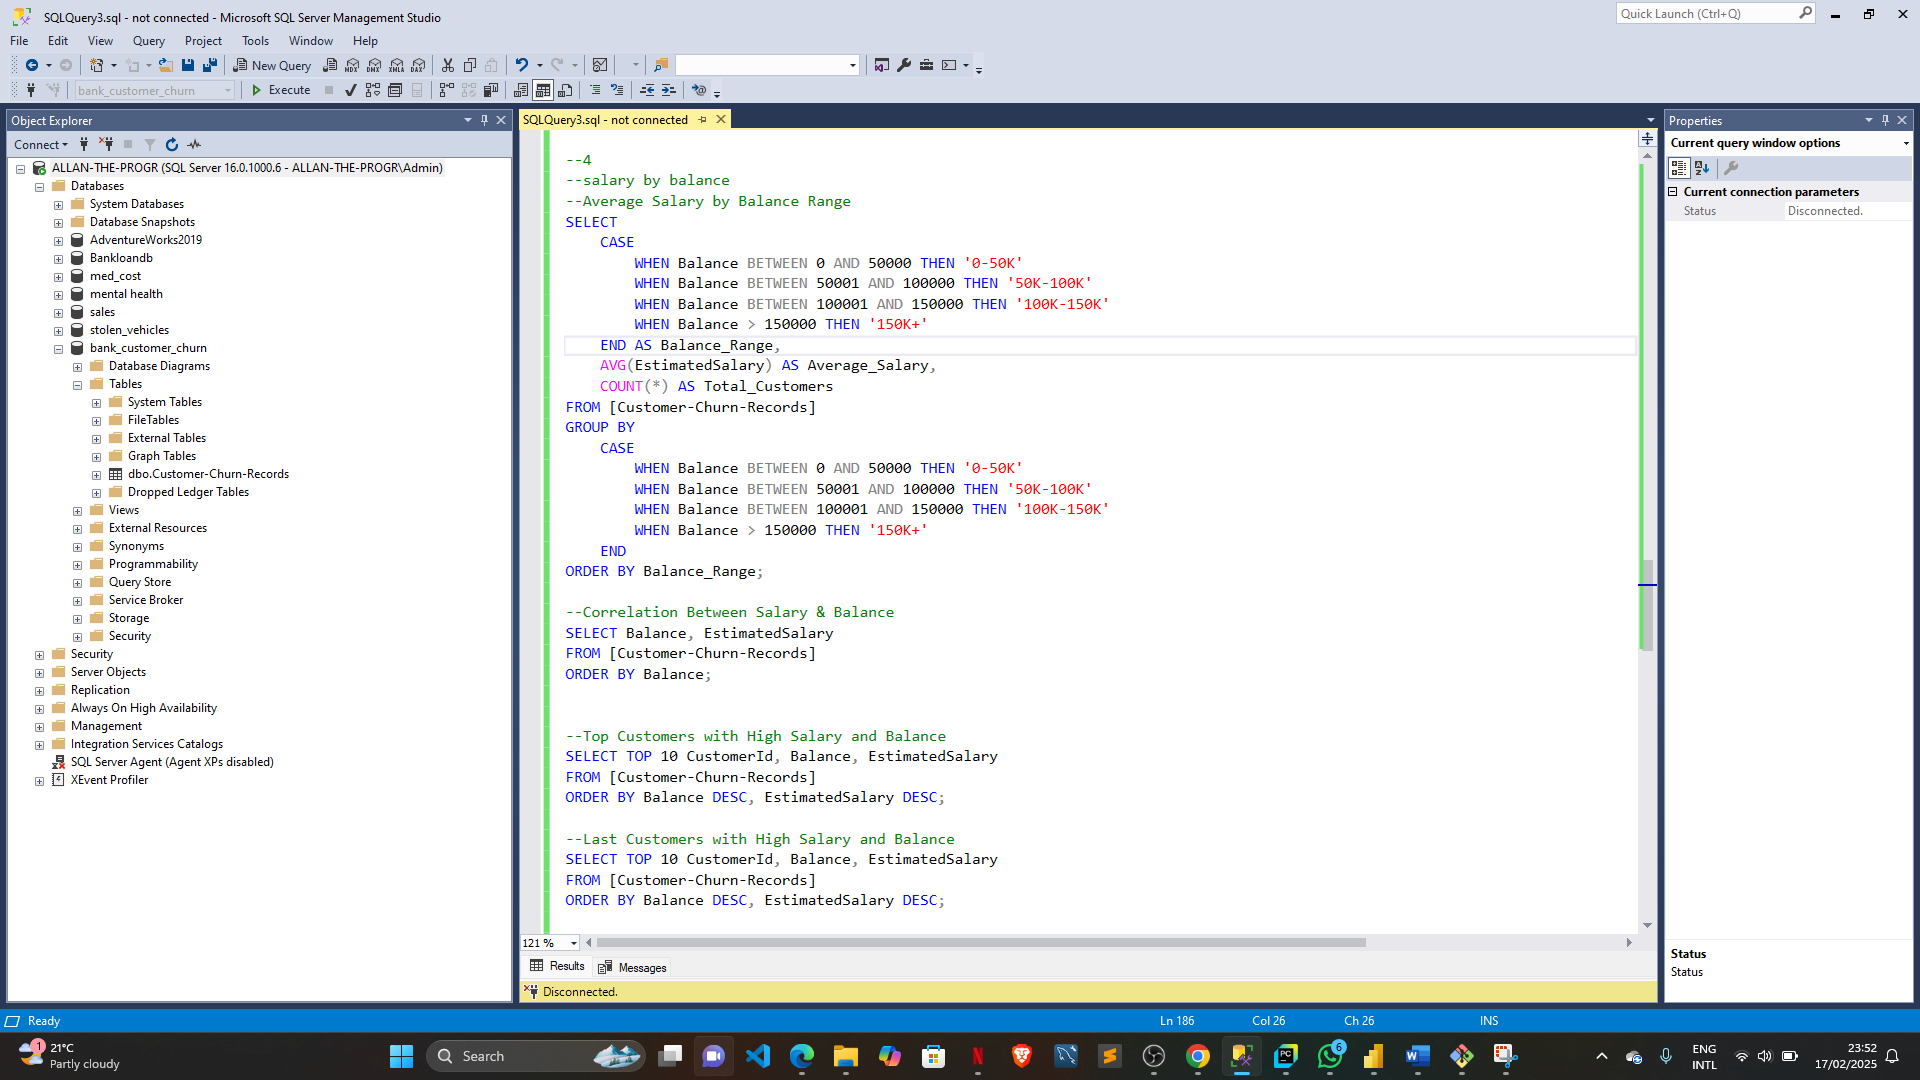 SQLQuery3.sql - not connected - Microsoft SQL Server Management Studio
Quick Launch (Ctrl+Q)
File Edit View Query Project Tools Window Help
New Query
MDX DMX XMLA DAX
bank_customer_churn
Execute
Object Explorer
Connect
ALLAN-THE-PROGR (SQL Server 16.0.1000.6 - ALLAN-THE-PROGR\Admin)
Databases
System Databases
Database Snapshots
AdventureWorks2019
Bankloandb
med_cost
mental health
sales
stolen_vehicles
bank_customer_churn
Database Diagrams
Tables
System Tables
FileTables
External Tables
Graph Tables
dbo.Customer-Churn-Records
Dropped Ledger Tables
Views
External Resources
Synonyms
Programmability
Query Store
Service Broker
Storage
Security
Security
Server Objects
Replication
Always On High Availability
Management
Integration Services Catalogs
SQL Server Agent (Agent XPs disabled)
XEvent Profiler
SQLQuery3.sql - not connected
--4
--salary by balance
--Average Salary by Balance Range
SELECT
CASE
WHEN Balance BETWEEN 0 AND 50000 THEN '0-50K'
WHEN Balance BETWEEN 50001 AND 100000 THEN '50K-100K'
WHEN Balance BETWEEN 100001 AND 150000 THEN '100K-150K'
WHEN Balance > 150000 THEN '150K+'
END AS Balance_Range,
AVG(EstimatedSalary) AS Average_Salary,
COUNT(*) AS Total_Customers
FROM [Customer-Churn-Records]
GROUP BY
CASE
WHEN Balance BETWEEN 0 AND 50000 THEN '0-50K'
WHEN Balance BETWEEN 50001 AND 100000 THEN '50K-100K'
WHEN Balance BETWEEN 100001 AND 150000 THEN '100K-150K'
WHEN Balance > 150000 THEN '150K+'
END
ORDER BY Balance_Range;
--Correlation Between Salary & Balance
SELECT Balance, EstimatedSalary
FROM [Customer-Churn-Records]
ORDER BY Balance;
--Top Customers with High Salary and Balance
SELECT TOP 10 CustomerId, Balance, EstimatedSalary
FROM [Customer-Churn-Records]
ORDER BY Balance DESC, EstimatedSalary DESC;
--Last Customers with High Salary and Balance
SELECT TOP 10 CustomerId, Balance, EstimatedSalary
FROM [Customer-Churn-Records]
ORDER BY Balance DESC, EstimatedSalary DESC;
121 %
Results Messages
Disconnected.
Properties
Current query window options
Current connection parameters
Status Disconnected.
Status
Status
Ready
Ln 186 Col 26 Ch 26 INS
1
21°C
Partly cloudy
Search
6
ENG
INTL
23:52
17/02/2025